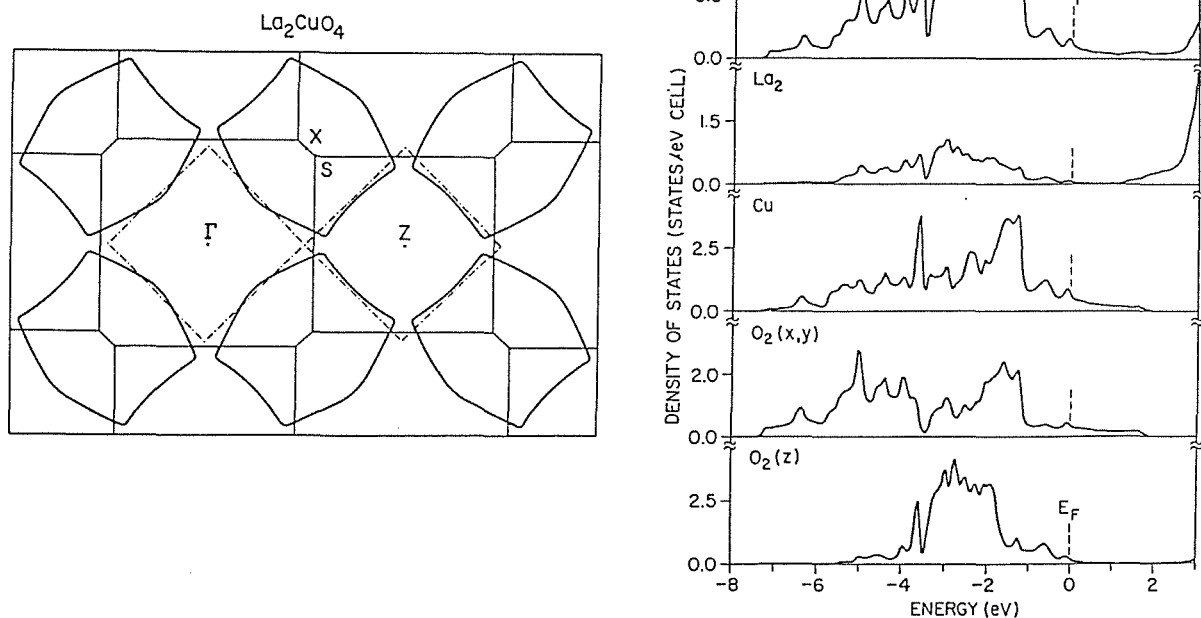 La₂CuO₄
X
S
Γ
Z
DENSITY OF STATES (STATES/eV CELL)
0.0
La₂
1.5
0.0
Cu
2.5
0.0
O₂(x,y)
2.0
0.0
O₂(z)
2.5
0.0
E_F
-8 -6 -4 -2 0 2
ENERGY (eV)